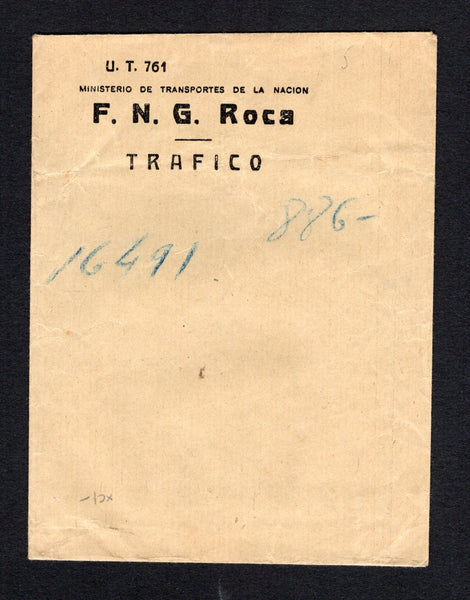 U. T. 761
MINISTERIO DE TRANSPORTES DE LA NACION
F. N. G. Roca
TRAFICO
886-
16491